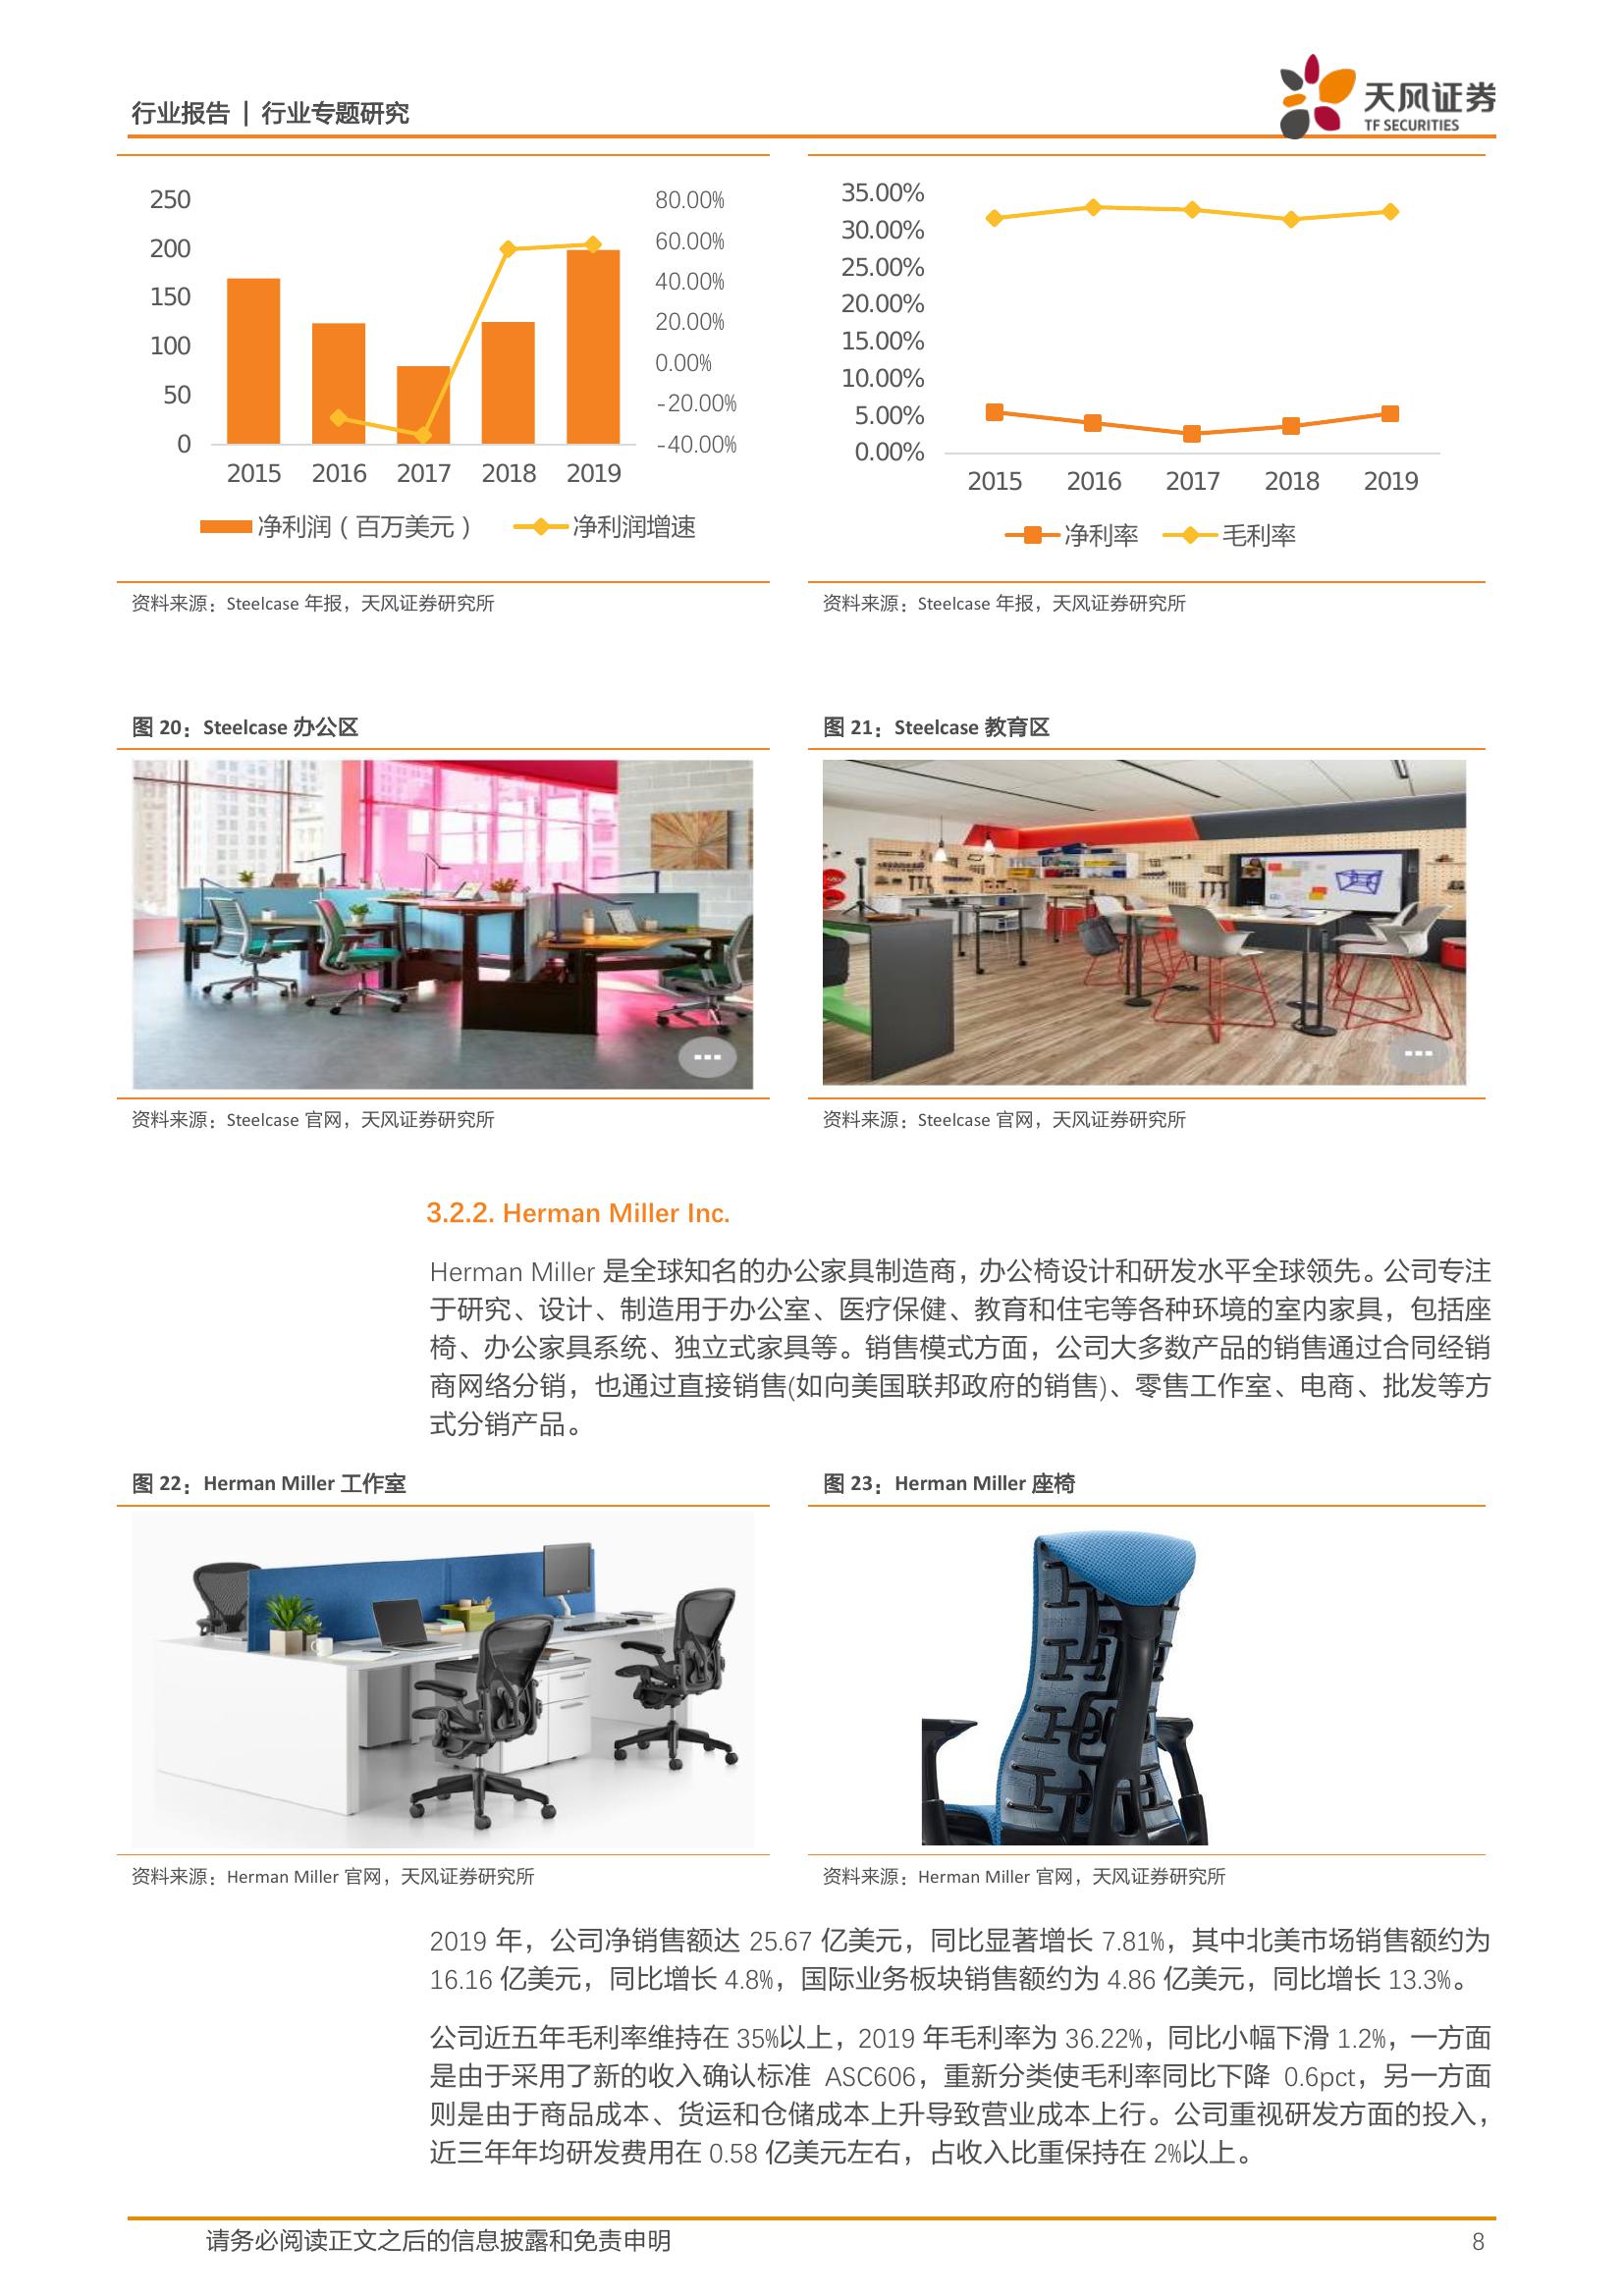 行业报告 | 行业专题研究
天风证券
TF SECURITIES
250
200
150
100
50
0
80.00%
60.00%
40.00%
20.00%
0.00%
-20.00%
-40.00%
2015 2016 2017 2018 2019
净利润（百万美元） 净利润增速
35.00%
30.00%
25.00%
20.00%
15.00%
10.00%
5.00%
0.00%
2015 2016 2017 2018 2019
净利率 毛利率
资料来源：Steelcase 年报，天风证券研究所
资料来源：Steelcase 年报，天风证券研究所
图 20：Steelcase 办公区
图 21：Steelcase 教育区
资料来源：Steelcase 官网，天风证券研究所
资料来源：Steelcase 官网，天风证券研究所
3.2.2. Herman Miller Inc.
Herman Miller 是全球知名的办公家具制造商，办公椅设计和研发水平全球领先。公司专注
于研究、设计、制造用于办公室、医疗保健、教育和住宅等各种环境的室内家具，包括座
椅、办公家具系统、独立式家具等。销售模式方面，公司大多数产品的销售通过合同经销
商网络分销，也通过直接销售(如向美国联邦政府的销售)、零售工作室、电商、批发等方
式分销产品。
图 22：Herman Miller 工作室
图 23：Herman Miller 座椅
资料来源：Herman Miller 官网，天风证券研究所
资料来源：Herman Miller 官网，天风证券研究所
2019 年，公司净销售额达 25.67 亿美元，同比显著增长 7.81%，其中北美市场销售额约为
16.16 亿美元，同比增长 4.8%，国际业务板块销售额约为 4.86 亿美元，同比增长 13.3%。
公司近五年毛利率维持在 35%以上，2019 年毛利率为 36.22%，同比小幅下滑 1.2%，一方面
是由于采用了新的收入确认标准 ASC606，重新分类使毛利率同比下降 0.6pct，另一方面
则是由于商品成本、货运和仓储成本上升导致营业成本上行。公司重视研发方面的投入，
近三年年均研发费用在 0.58 亿美元左右，占收入比重保持在 2%以上。
请务必阅读正文之后的信息披露和免责申明
8